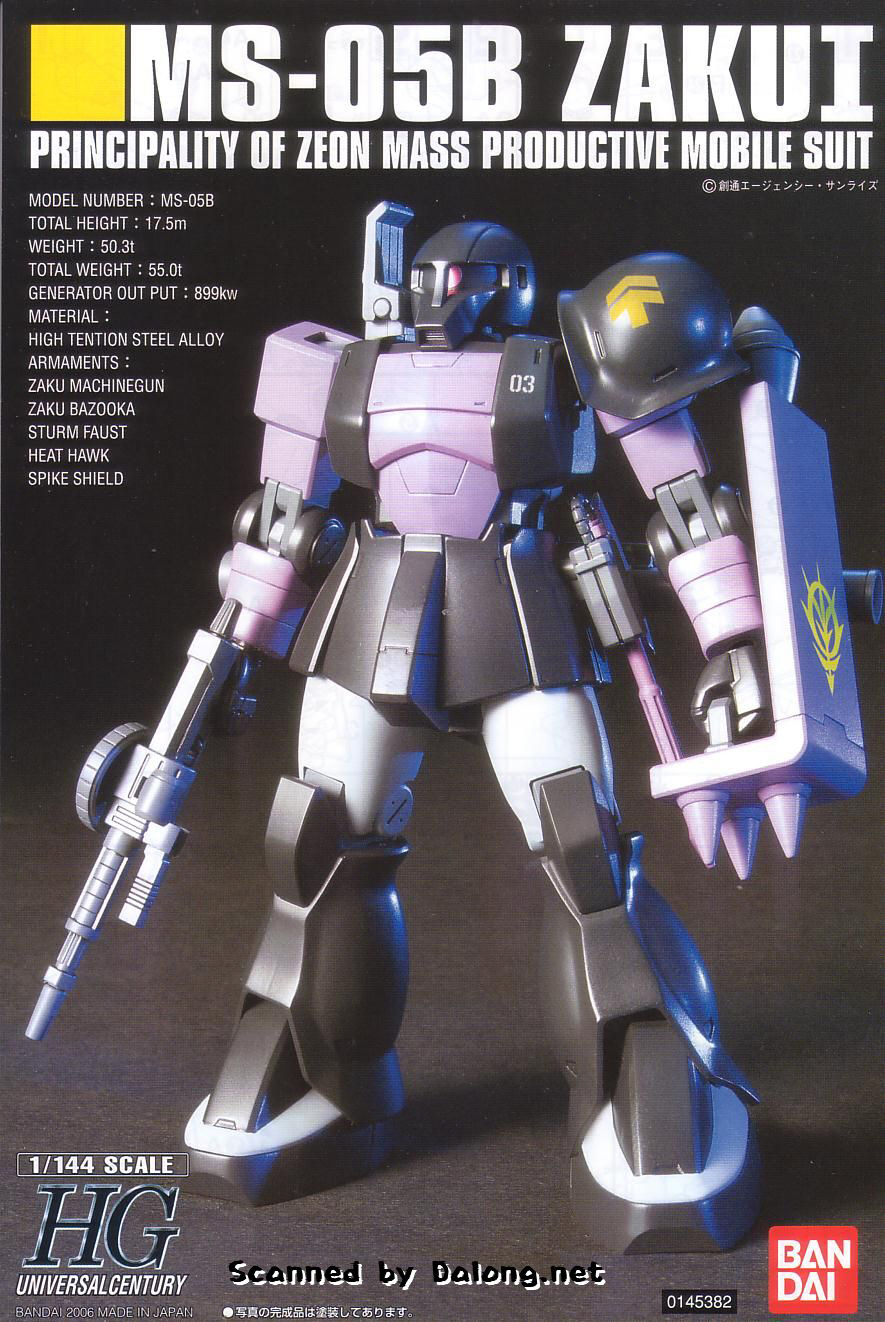 MS-05B ZAKUI
PRINCIPALITY OF ZEON MASS PRODUCTIVE MOBILE SUIT
©創通エージェンシー・サンライズ
MODEL NUMBER：MS-05B
TOTAL HEIGHT：17.5m
WEIGHT：50.3t
TOTAL WEIGHT：55.0t
GENERATOR OUT PUT：899kw
MATERIAL：
HIGH TENTION STEEL ALLOY
ARMAMENTS：
ZAKU MACHINEGUN
ZAKU BAZOOKA
STURM FAUST
HEAT HAWK
SPIKE SHIELD
03
1/144 SCALE
HG
UNIVERSALCENTURY
BANDAI 2006 MADE IN JAPAN
●写真の完成品は塗装してあります。
Scanned by Dalong.net
0145382
BAN
DAI